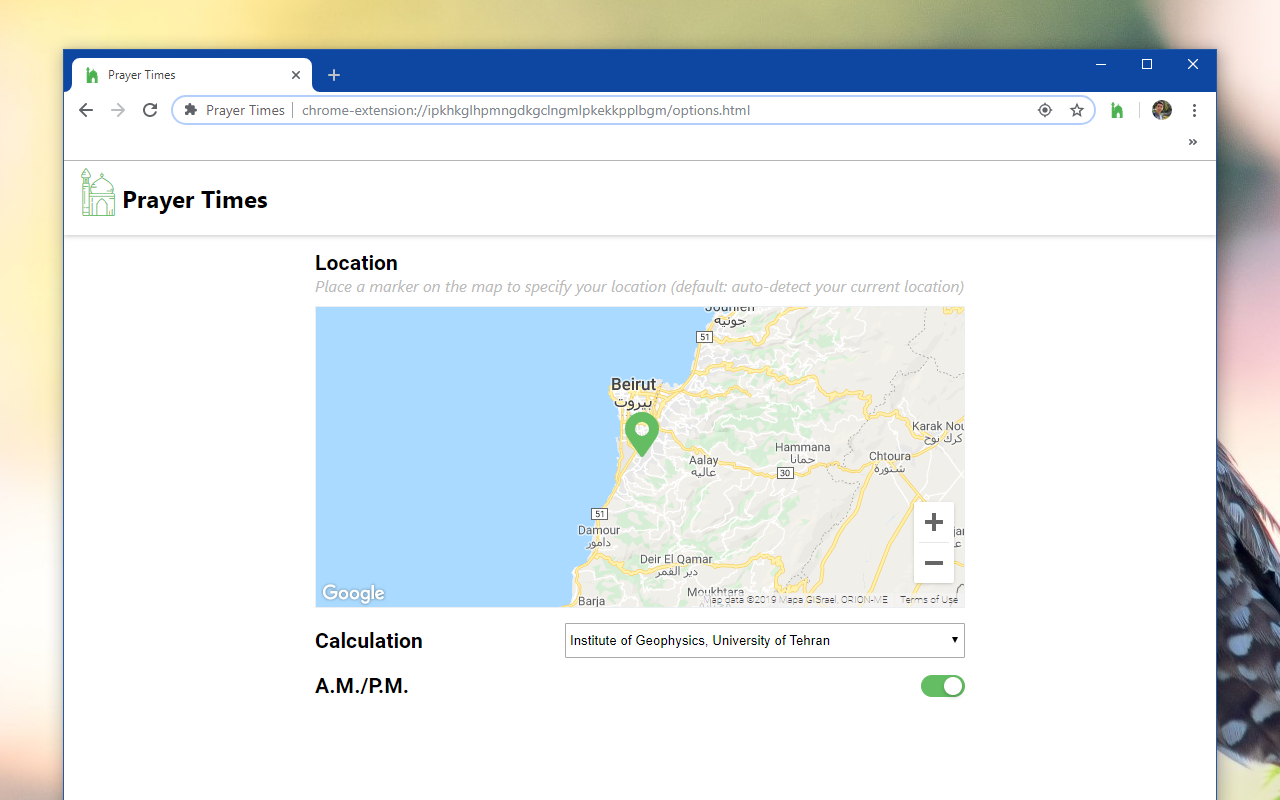 Prayer Times
Prayer Times
chrome-extension://ipkhkglhpmngdkgclngmlpkekkpplbgm/options.html
»
Prayer Times
Location
Place a marker on the map to specify your location (default: auto-detect your current location)
Jounieh
جونيه
51
Beirut
بيروت
Karak Nou
كرك نوح
Hammana
حمانا
Chtoura
شتورة
Aalay
عاليه
30
51
Damour
دامور
Deir El Qamar
دير القمر
Moukhtara
Barja
Google
Map data ©2019 Mapa GISrael, ORION-ME
Terms of Use
Calculation
Institute of Geophysics, University of Tehran
A.M./P.M.